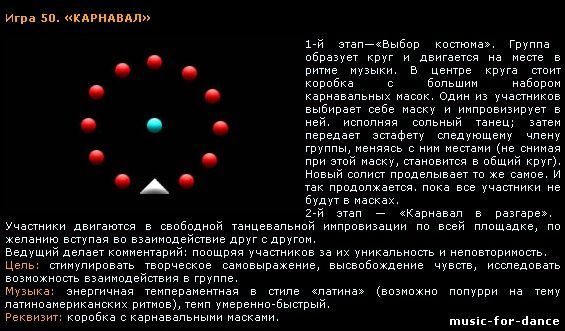 Игра 50. «КАРНАВАЛ»
1-й этап—«Выбор костюма». Группа
образует круг и двигается на месте в
ритме музыки. В центре круга стоит
коробка с большим набором
карнавальных масок. Один из участников
выбирает себе маску и импровизирует в
ней. исполняя сольный танец; затем
передает эстафету следующему члену
группы, меняясь с ним местами (не снимая
при этой маску, становится в общий круг).
Новый солист проделывает то же самое. И
так продолжается. пока все участники не
будут в масках.
2-й этап — «Карнавал в разгаре».
Участники двигаются в свободной танцевальной импровизации по всей площадке, по
желанию вступая во взаимодействие друг с другом.
Ведущий делает комментарий: поощряя участников за их уникальность и неповторимость.
Цель: стимулировать творческое самовыражение, высвобождение чувств, исследовать
возможность взаимодействия в группе.
Музыка: энергичная темпераментная в стиле «латина» (возможно попурри на тему
латиноамериканских ритмов), темп умеренно-быстрый.
Реквизит: коробка с карнавальными масками.
music-for-dance